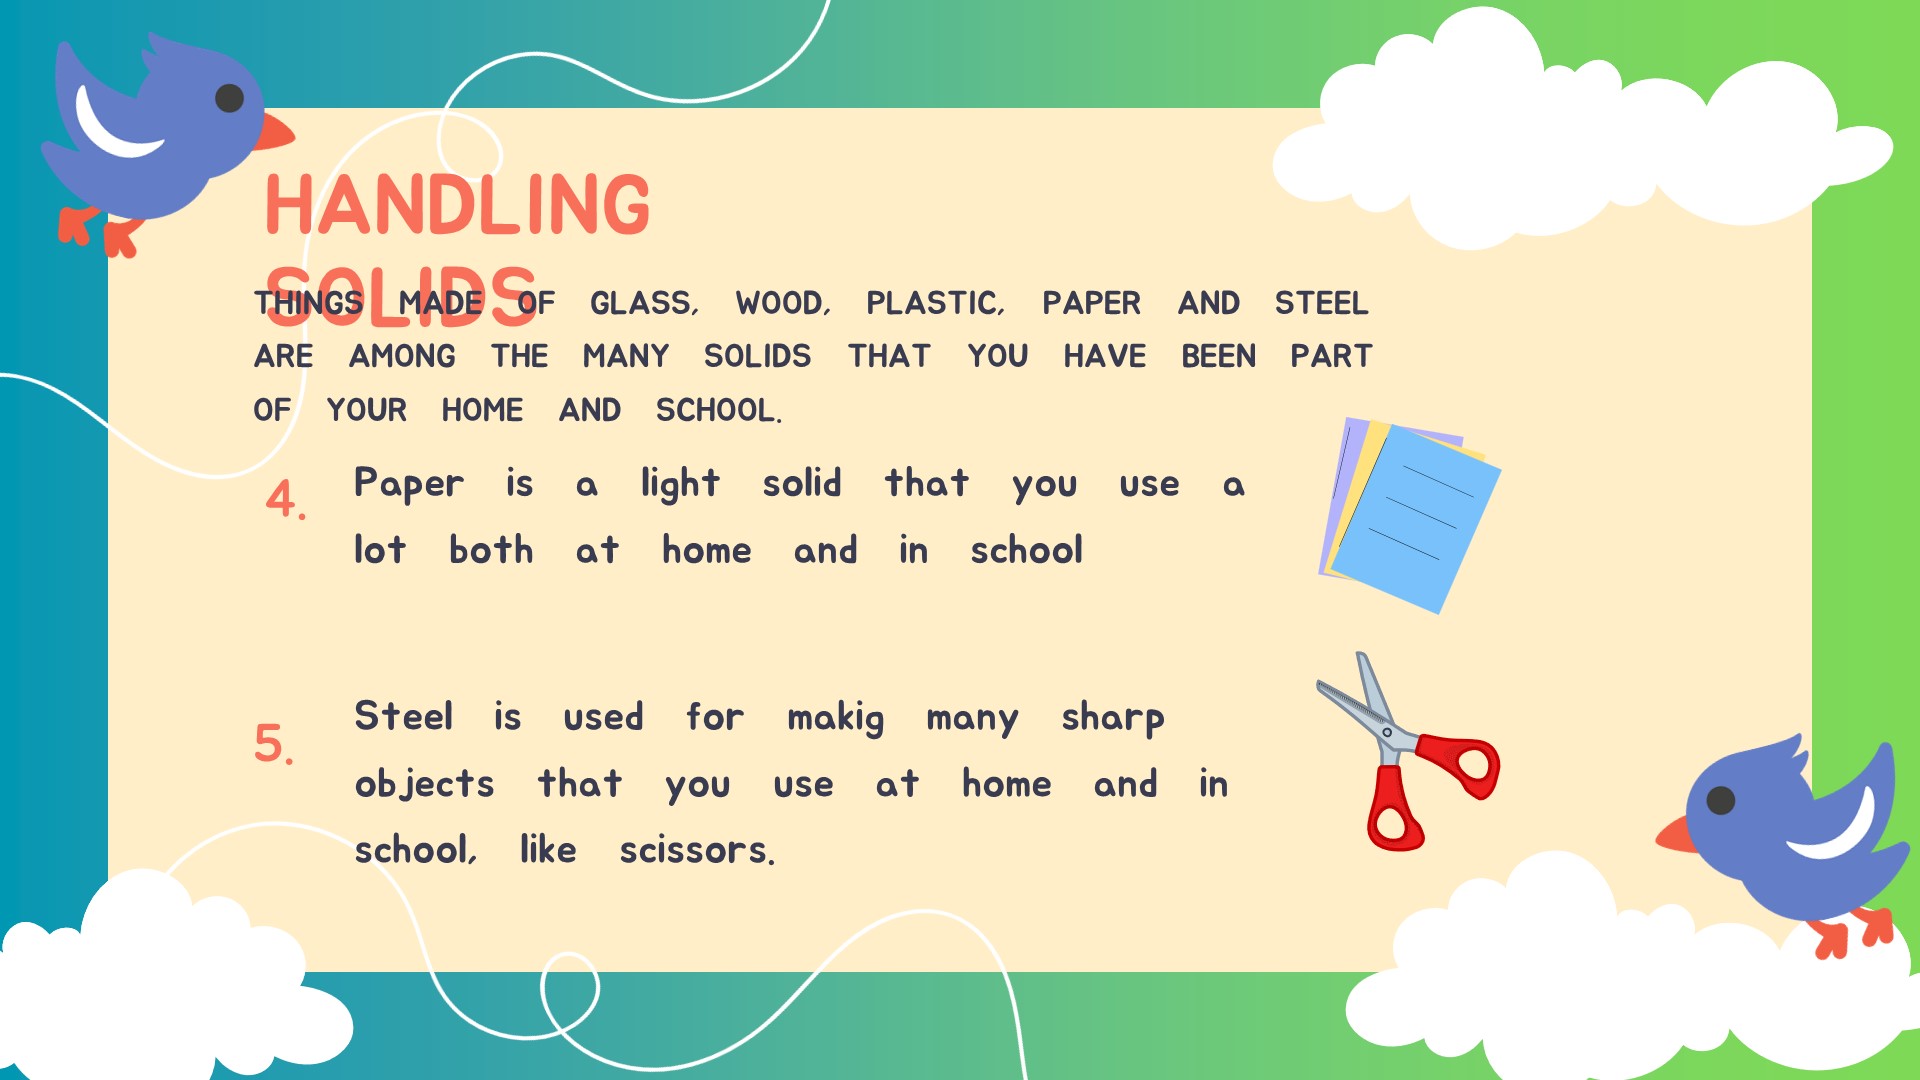 HANDLING
SOLIDS
THINGS MADE OF GLASS, WOOD, PLASTIC, PAPER AND STEEL
ARE AMONG THE MANY SOLIDS THAT YOU HAVE BEEN PART
OF YOUR HOME AND SCHOOL.
4. Paper is a light solid that you use a
lot both at home and in school
5. Steel is used for makig many sharp
objects that you use at home and in
school, like scissors.